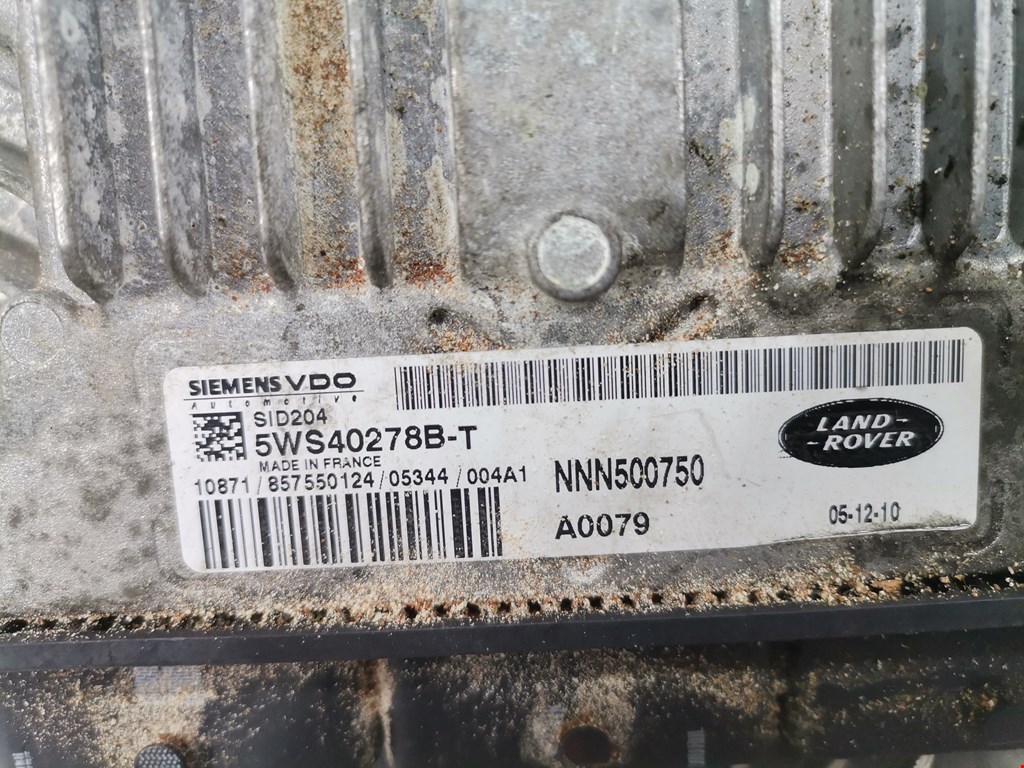 SIEMENS VDO
Automotive
SID204
5WS40278B-T
MADE IN FRANCE
10871 / 857550124 / 05344 / 004A1
NNN500750
A0079
LAND-
-ROVER
05-12-10